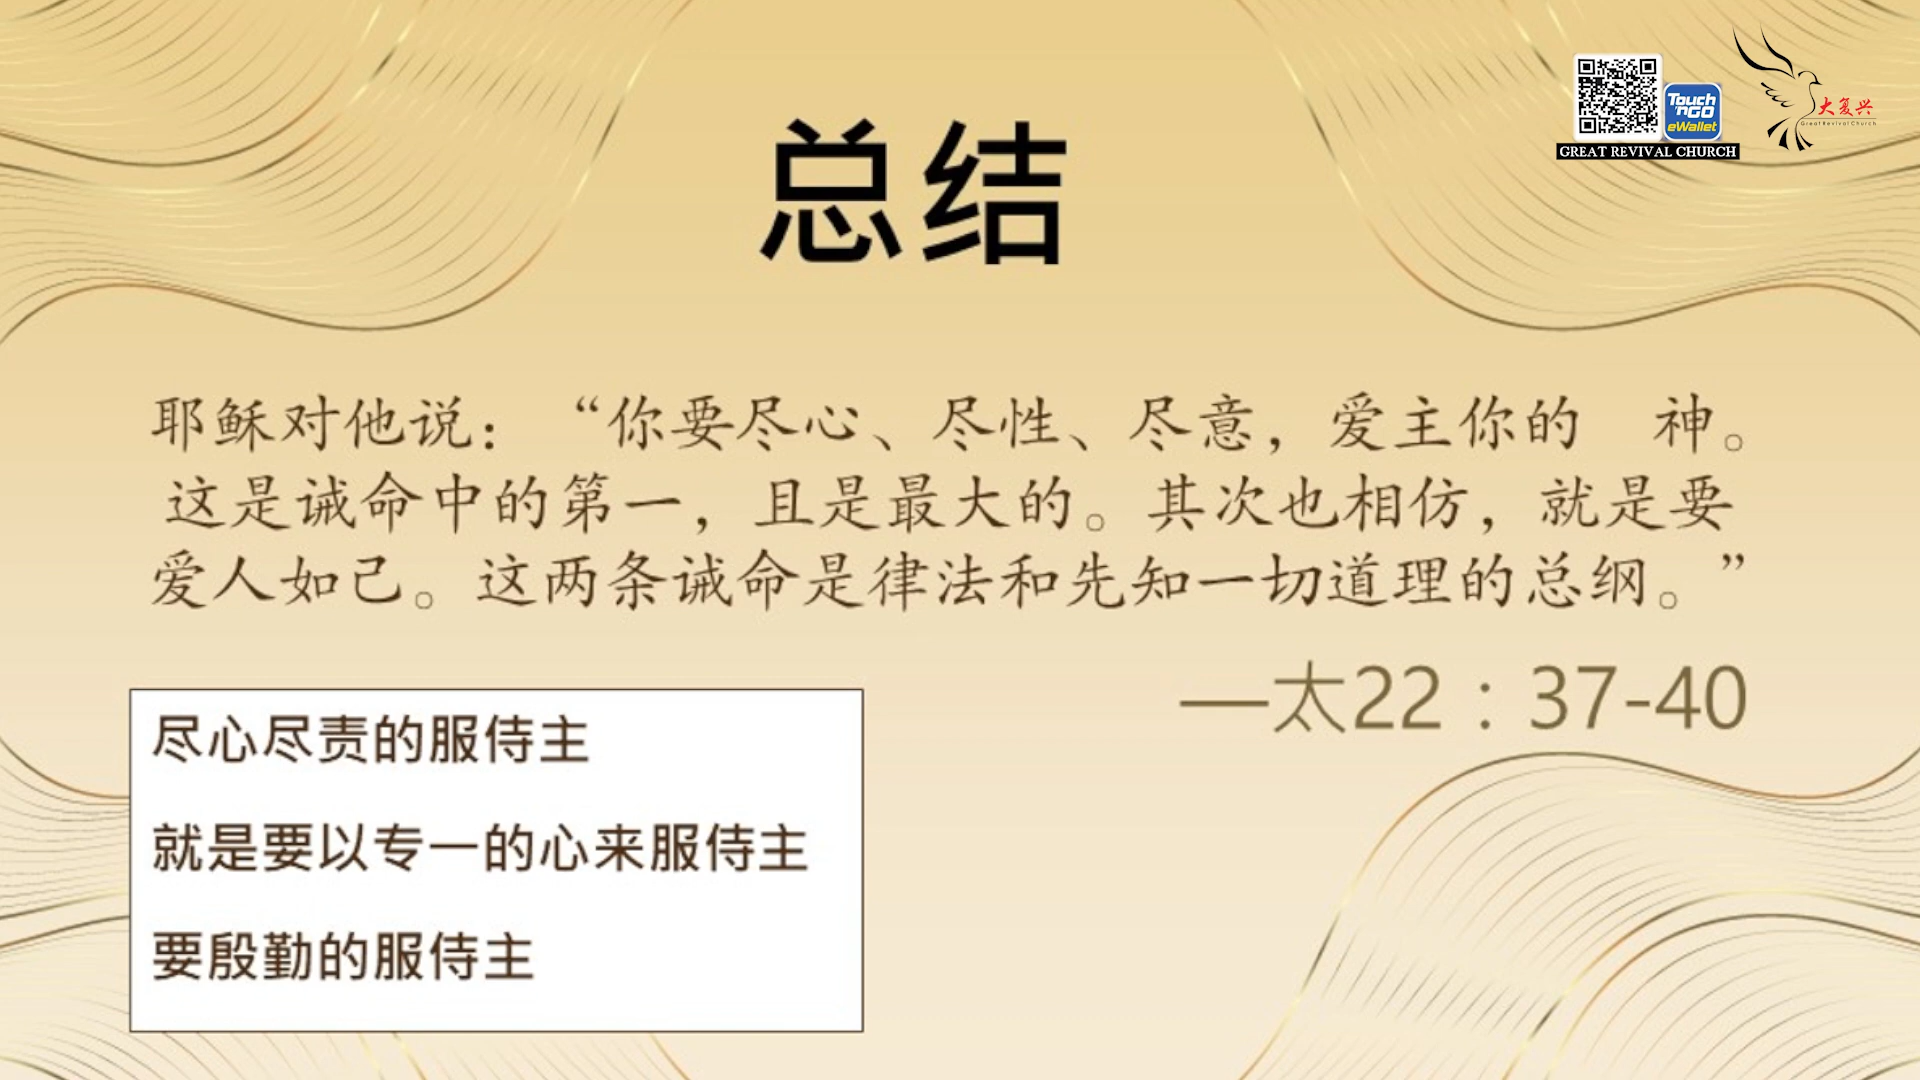 Touch
'nGO
eWallet
GREAT REVIVAL CHURCH
大复兴
Great Revival Church
总结
耶稣对他说：“你要尽心、尽性、尽意，爱主你的　神。
这是诫命中的第一，且是最大的。其次也相仿，就是要
爱人如己。这两条诫命是律法和先知一切道理的总纲。”
—太22：37-40
尽心尽责的服侍主
就是要以专一的心来服侍主
要殷勤的服侍主